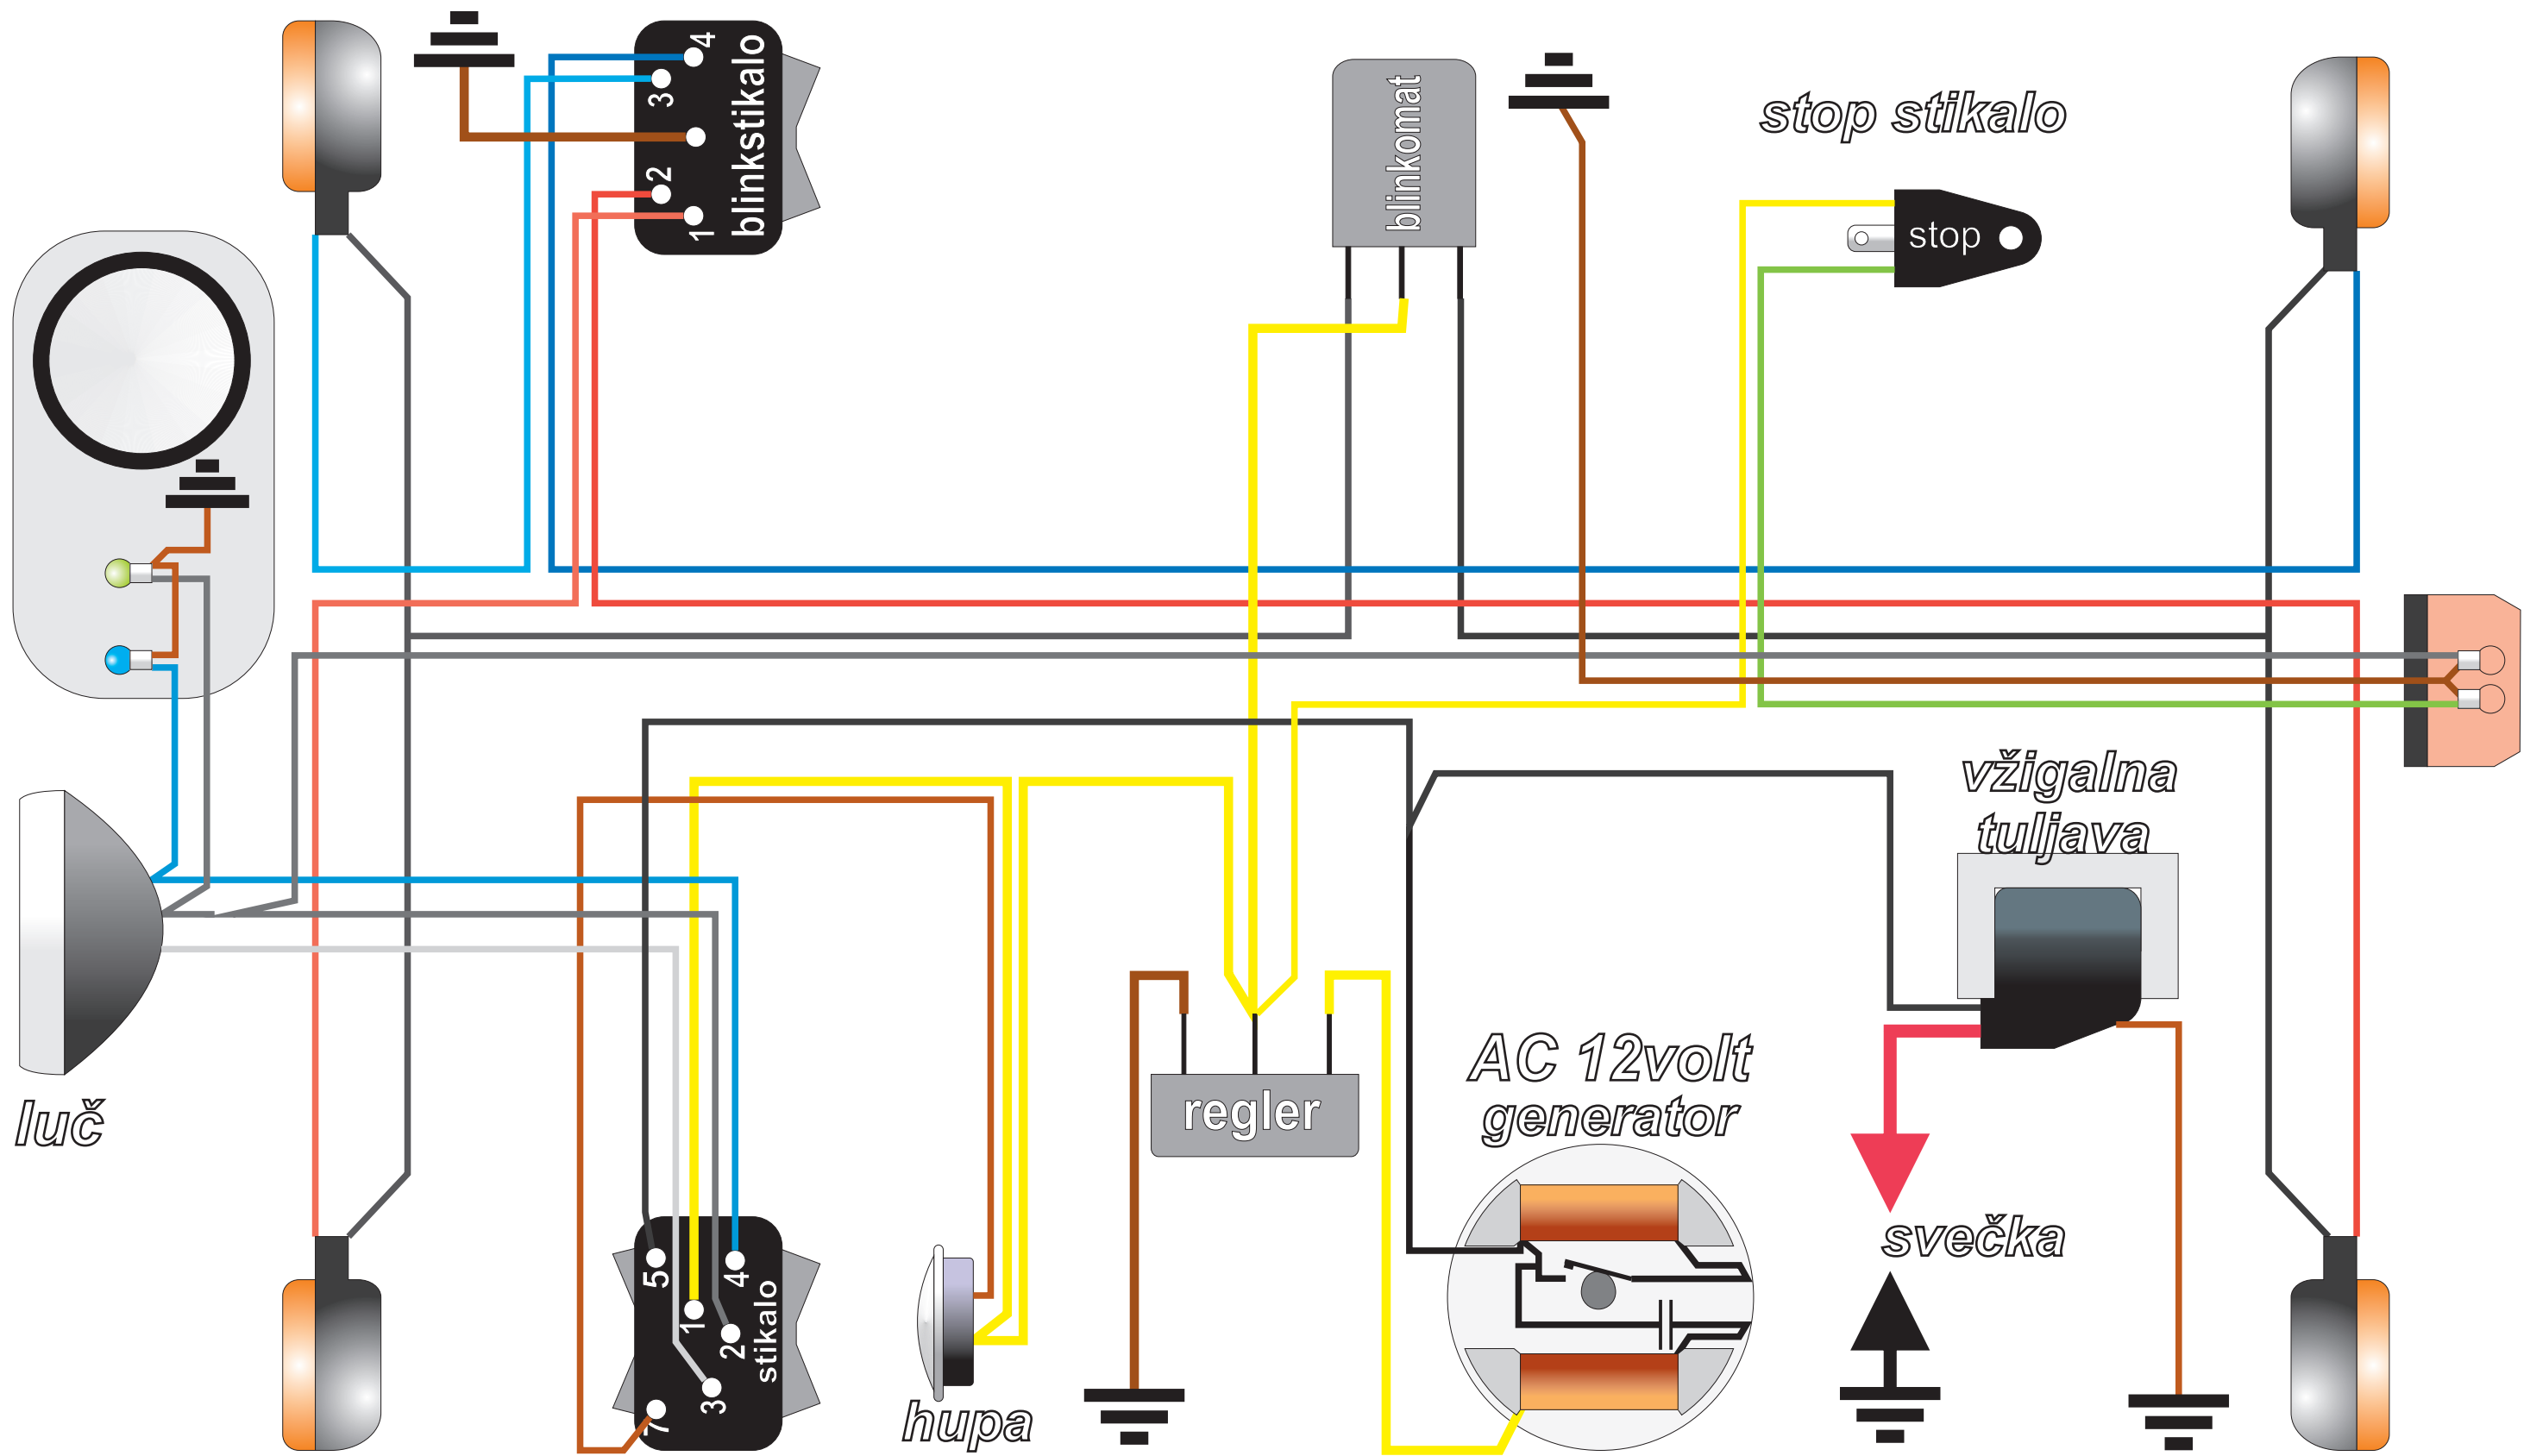 4
3
2
1
blinkstikalo
blinkomat
stop stikalo
stop
vžigalna
tuljava
luč
regler
AC 12volt
generator
svečka
5
4
1
2
3
7
stikalo
hupa